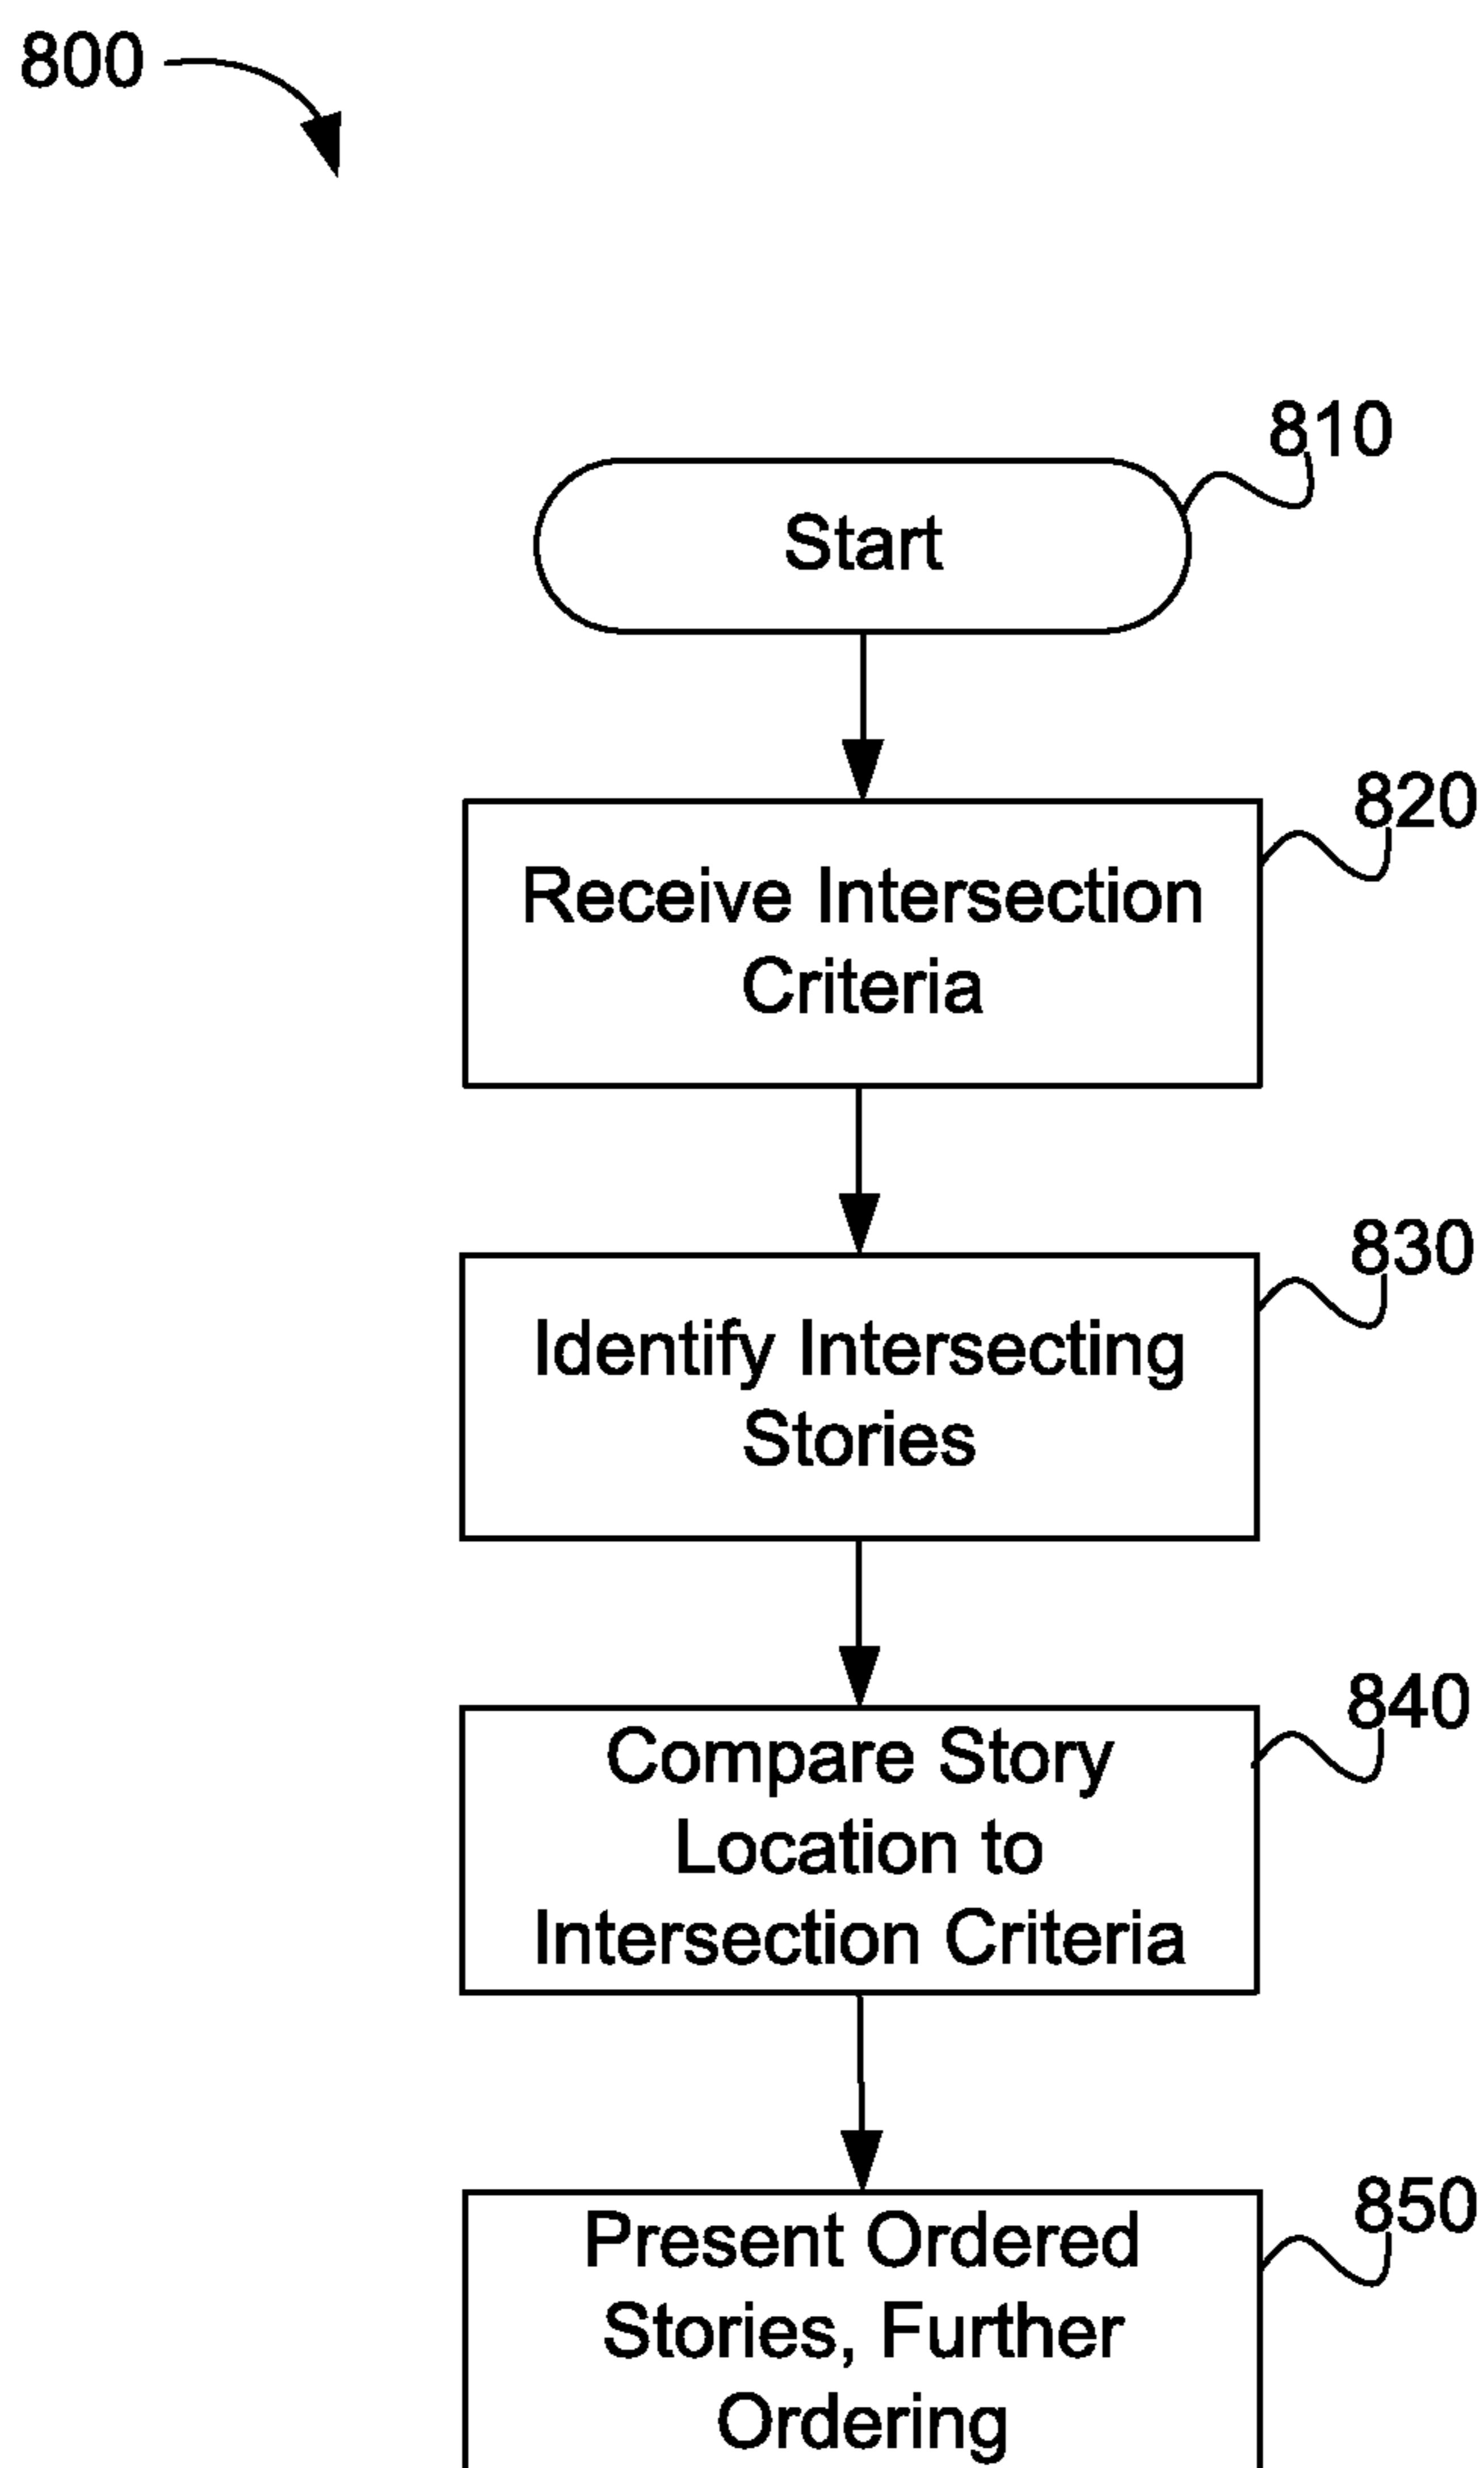 800
810
Start
820
Receive Intersection
Criteria
830
Identify Intersecting
Stories
840
Compare Story
Location to
Intersection Criteria
850
Present Ordered
Stories, Further
Ordering